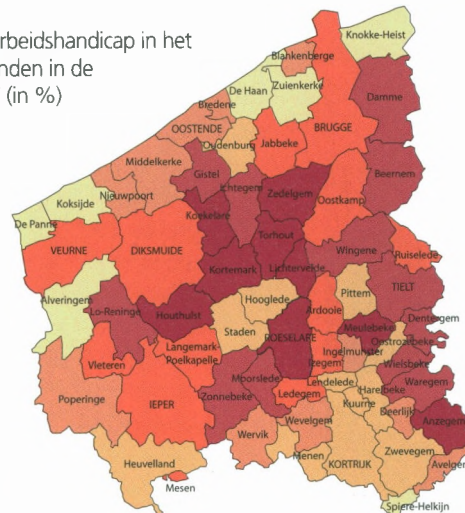 rbeidshandicap in het
nden in de
(in %)
Knokke-Heist
Blankenberge
Zuienkerke
De Haan
Damme
Bredene
BRUGGE
OOSTENDE
Oudenburg
Jabbeke
Middelkerke
Beernem
Gistel
Ichtegem
Zedelgem
Nieuwpoort
Koksijde
Oostkamp
De Panne
Koekelare
VEURNE
DIKSMUIDE
Torhout
Wingene
Ruiselede
Kortemark
Lichtervelde
Alveringem
Pittem
TIELT
Hooglede
Lo-Reninge
Houthulst
Ardooie
Dentergem
Staden
Meulebeke
ROESELARE
Oostrozebeke
Langemark-
Poelkapelle
Ingelmunster
Izegem
Wielsbeke
Vleteren
Moorslede
Lendelede
Waregem
Ledegem
Harelbeke
Poperinge
IEPER
Zonnebeke
Kuurne
Deerlijk
Wevelgem
Anzegem
Wervik
Menen
KORTRIJK
Zwevegem
Heuvelland
Avelgem
Mesen
Spiere-Helkijn